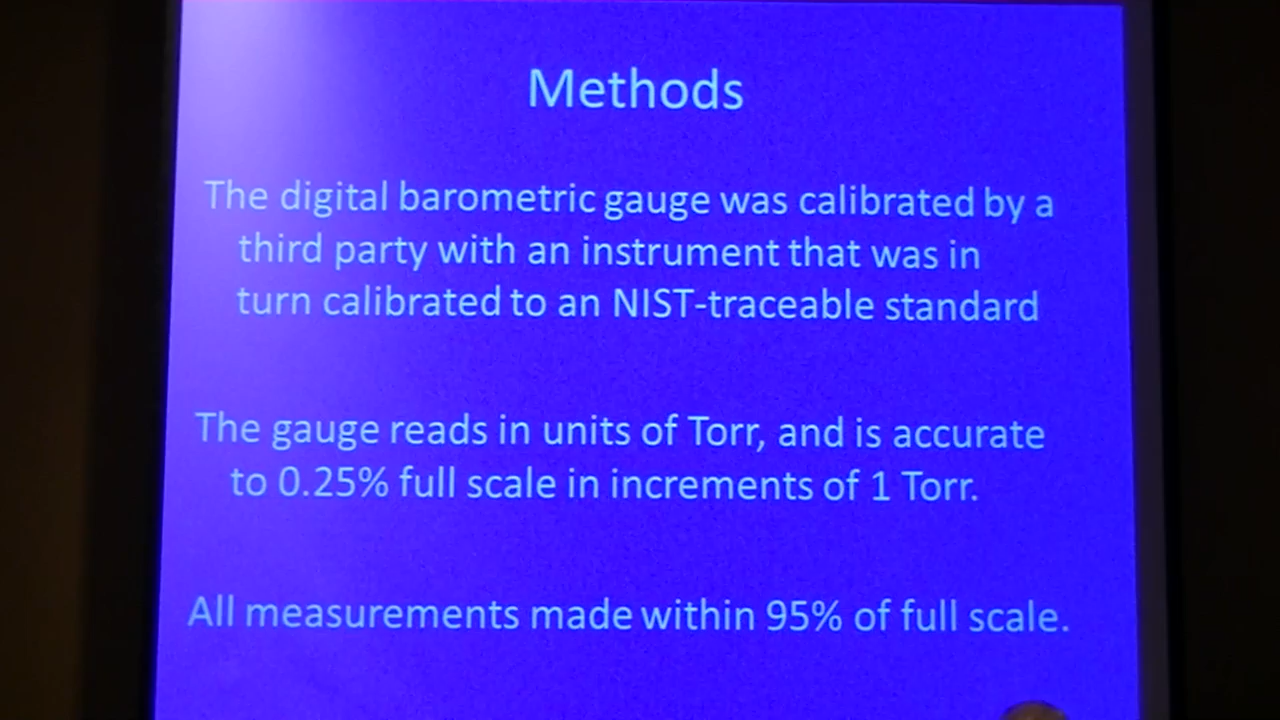 Methods
The digital barometric gauge was calibrated by a
third party with an instrument that was in
turn calibrated to an NIST-traceable standard
The gauge reads in units of Torr, and is accurate
to 0.25% full scale in increments of 1 Torr.
All measurements made within 95% of full scale.